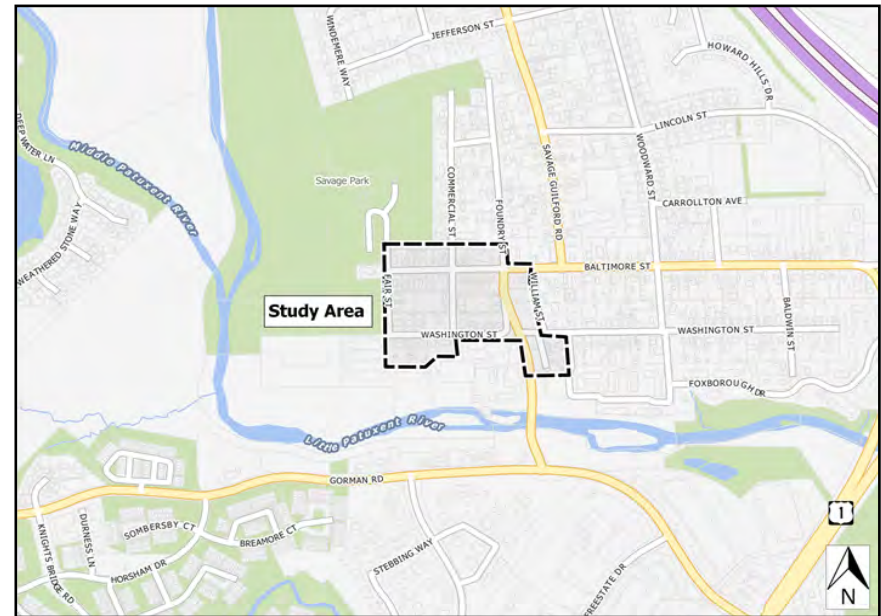 WINDEMERE WAY
JEFFERSON ST
HOWARD HILLS DR
DEEP WATER LN
Middle Patuxent River
LINCOLN ST
WOODWARD ST
SAVAGE GUILFORD RD
Savage Park
COMMERCIAL ST
FOUNDRY ST
CARROLLTON AVE
WEATHERED STONE WAY
BALTIMORE ST
FAIR ST
WILLIAM ST
Study Area
WASHINGTON ST
WASHINGTON ST
BALDWIN ST
FOXBOROUGH DR
Little Patuxent River
GORMAN RD
1
SOMBERSBY CT
BREAMORE CT
DURNESS LN
KNIGHTS BRIDGE RD
HORSHAM DR
STEBBING WAY
FREESTATE DR
N